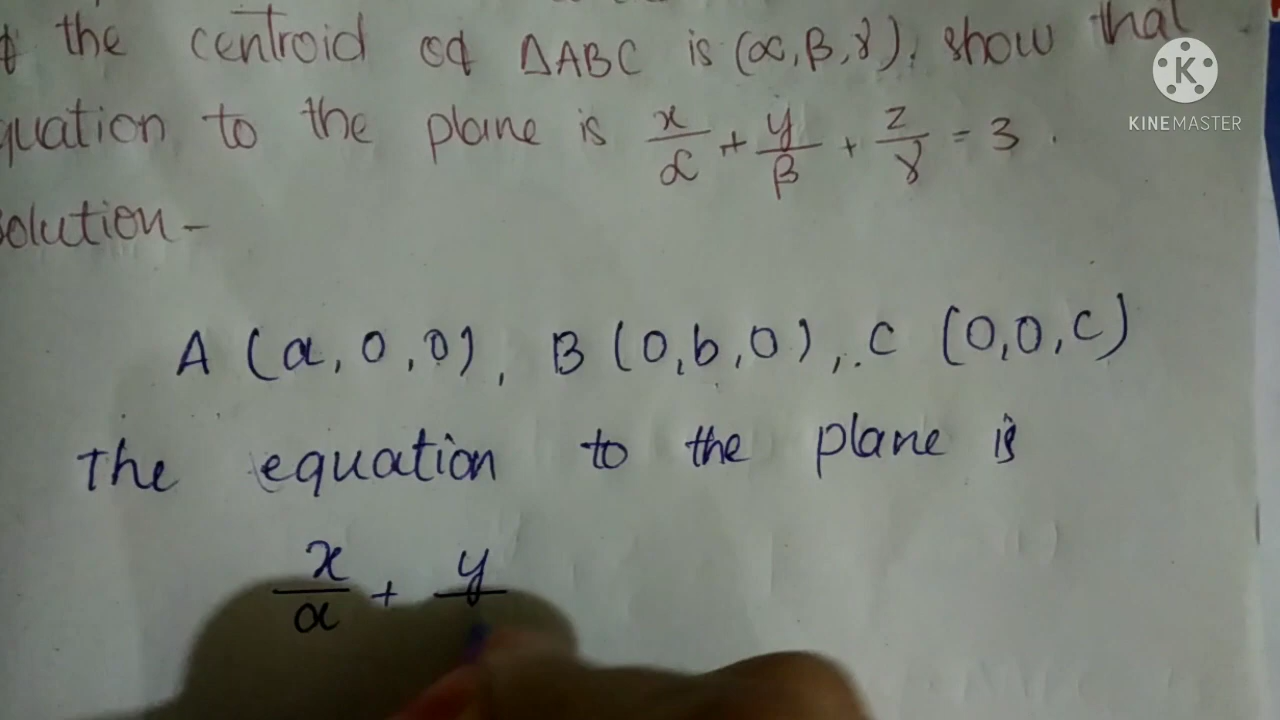 the centroid of ΔABC is (α, β, γ), show that
quation to the plane is x/α + y/β + z/γ = 3.
solution -
A (a, 0, 0), B (0, b, 0), C (0, 0, c)
The equation to the plane is
x/a + y/
K
KINEMASTER